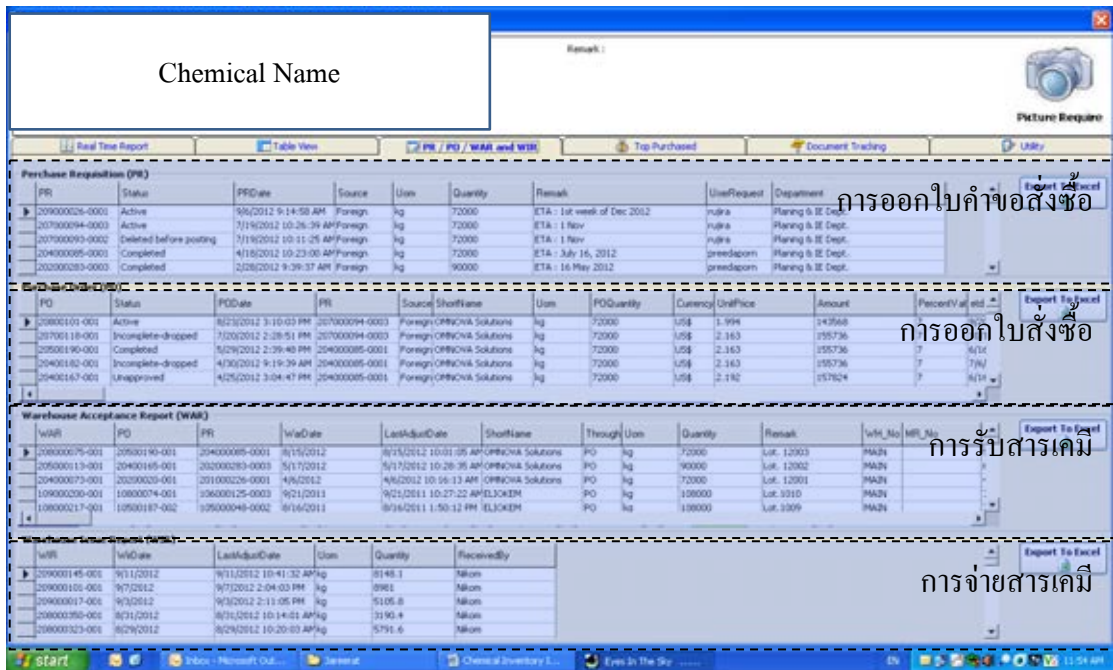 Remark :
Chemical Name
Picture Require
Real Time Report Table View PR / PO / WAR and WIR Top Purchased Document Tracking Utility
Perchase Requisition (PR)
Export To Excel
PR Status PRDate Source Uom Quantity Remark UserRequest Department
การออกใบคำขอสั่งซื้อ
209000026-0001 Active 9/6/2012 9:14:58 AM Foreign kg 72000 ETA : 1st week of Dec 2012 rujira Planing & IE Dept.
207000094-0003 Active 7/19/2012 10:26:39 AM Foreign kg 72000 ETA : 1 Nov rujira Planing & IE Dept.
207000093-0002 Deleted before posting 7/19/2012 10:11:25 AM Foreign kg 72000 ETA : 1 Nov rujira Planing & IE Dept.
204000085-0001 Completed 4/18/2012 10:23:00 AM Foreign kg 72000 ETA : July 16, 2012 preedaporn Planing & IE Dept.
202000283-0003 Completed 2/28/2012 9:39:37 AM Foreign kg 90000 ETA : 16 May 2012 preedaporn Planing & IE Dept.
Export To Excel
PO Status PODate PR Source ShortName Uom POQuantity Currency UnitPrice Amount PercentVat etd
การออกใบสั่งซื้อ
20800101-001 Active 8/23/2012 3:10:03 PM 207000094-0003 Foreign OMNOVA Solutions kg 72000 US$ 1.994 143568
20700118-001 Incomplete-dropped 7/20/2012 2:28:51 PM 207000094-0003 Foreign OMNOVA Solutions kg 72000 US$ 2.163 155736
20500190-001 Completed 5/29/2012 2:39:48 PM 204000085-0001 Foreign OMNOVA Solutions kg 72000 US$ 2.163 155736 7
20400182-001 Incomplete-dropped 4/30/2012 9:19:39 AM 204000085-0001 Foreign OMNOVA Solutions kg 72000 US$ 2.163 155736 7
20400167-001 Unapproved 4/25/2012 3:04:47 PM 204000085-0001 Foreign OMNOVA Solutions kg 72000 US$ 2.192 157824 7
Warehouse Acceptance Report (WAR)
Export To Excel
WAR PO PR WarDate LastAdjustDate ShortName Through Uom Quantity Remark WH_No MR_No
การรับสารเคมี
208000075-001 20500190-001 204000085-0001 8/15/2012 8/15/2012 10:01:05 AM OMNOVA Solutions PO kg 72000 Lot. 12003 MAIN
205000113-001 20400165-001 202000283-0003 5/17/2012 5/17/2012 10:28:35 AM OMNOVA Solutions PO kg 90000 Lot. 12002 MAIN
204000073-001 20200020-001 201000226-0001 4/6/2012 4/6/2012 10:16:13 AM OMNOVA Solutions PO kg 72000 Lot. 12001 MAIN
109000200-001 10800074-001 106000125-0003 9/21/2011 9/21/2011 10:27:22 AM ELIOKEM PO kg 108000 Lot.1010 MAIN
108000217-001 10500187-002 105000048-0002 8/16/2011 8/16/2011 1:50:12 PM ELIOKEM PO kg 108000 Lot.1009 MAIN
Export To Excel
WIR WirDate LastAdjustDate Uom Quantity ReceivedBy
การจ่ายสารเคมี
209000145-001 9/11/2012 9/11/2012 10:41:32 AM kg 8148.1 Nikom
209000101-001 9/7/2012 9/7/2012 2:04:03 PM kg 8981 Nikom
209000017-001 9/3/2012 9/3/2012 2:11:05 PM kg 5105.8 Nikom
208000350-001 8/31/2012 8/31/2012 10:14:01 AM kg 3190.4 Nikom
208000323-001 8/29/2012 8/29/2012 10:20:03 AM kg 5791.6 Nikom
start Inbox - Microsoft Out... Jareerat Chemical Inventory I... Eyes In The Sky ...... EN 11:54 AM